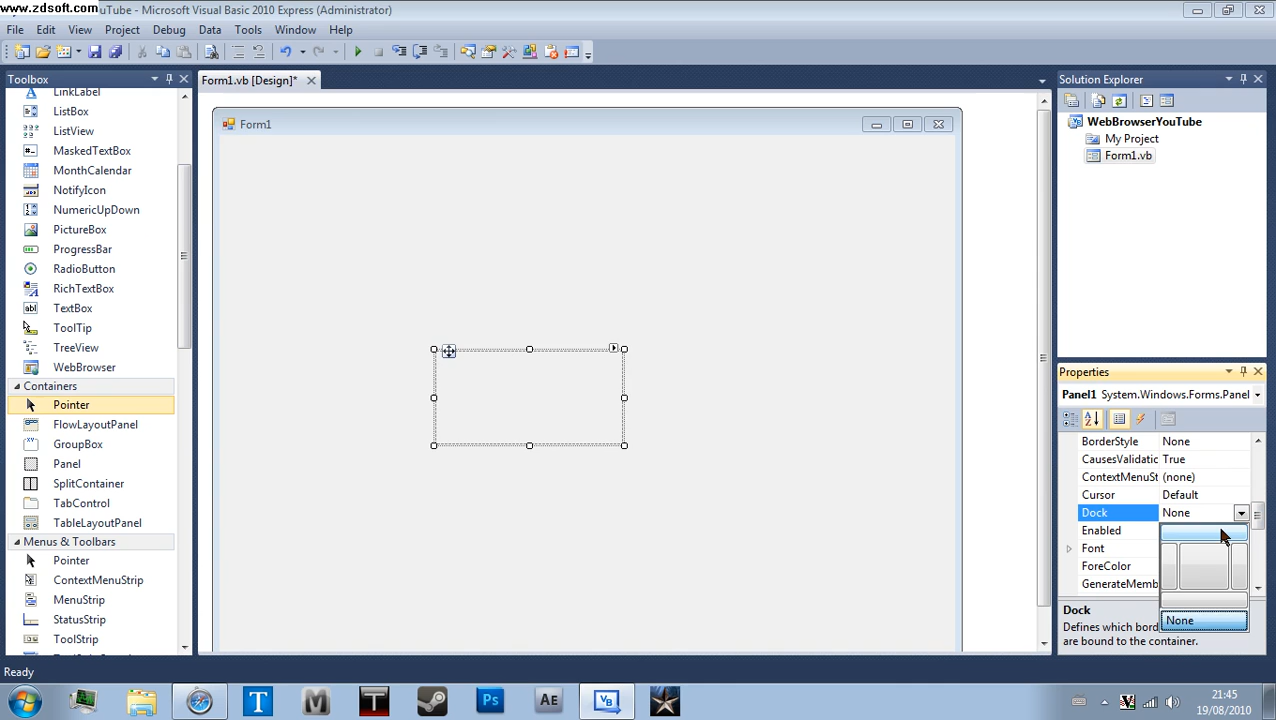 www.zdsoft.com
uTube - Microsoft Visual Basic 2010 Express (Administrator)
File Edit View Project Debug Data Tools Window Help
Toolbox
LinkLabel
ListBox
ListView
MaskedTextBox
MonthCalendar
NotifyIcon
NumericUpDown
PictureBox
ProgressBar
RadioButton
RichTextBox
TextBox
ToolTip
TreeView
WebBrowser
Containers
Pointer
FlowLayoutPanel
GroupBox
Panel
SplitContainer
TabControl
TableLayoutPanel
Menus & Toolbars
Pointer
ContextMenuStrip
MenuStrip
StatusStrip
ToolStrip
Form1.vb [Design]*
Form1
Solution Explorer
WebBrowserYouTube
My Project
Form1.vb
Properties
Panel1 System.Windows.Forms.Panel
BorderStyle None
CausesValidatic True
ContextMenuSt (none)
Cursor Default
Dock None
Enabled
Font
ForeColor
GenerateMemb
None
Dock
Defines which bord
are bound to the container.
Ready
21:45
19/08/2010